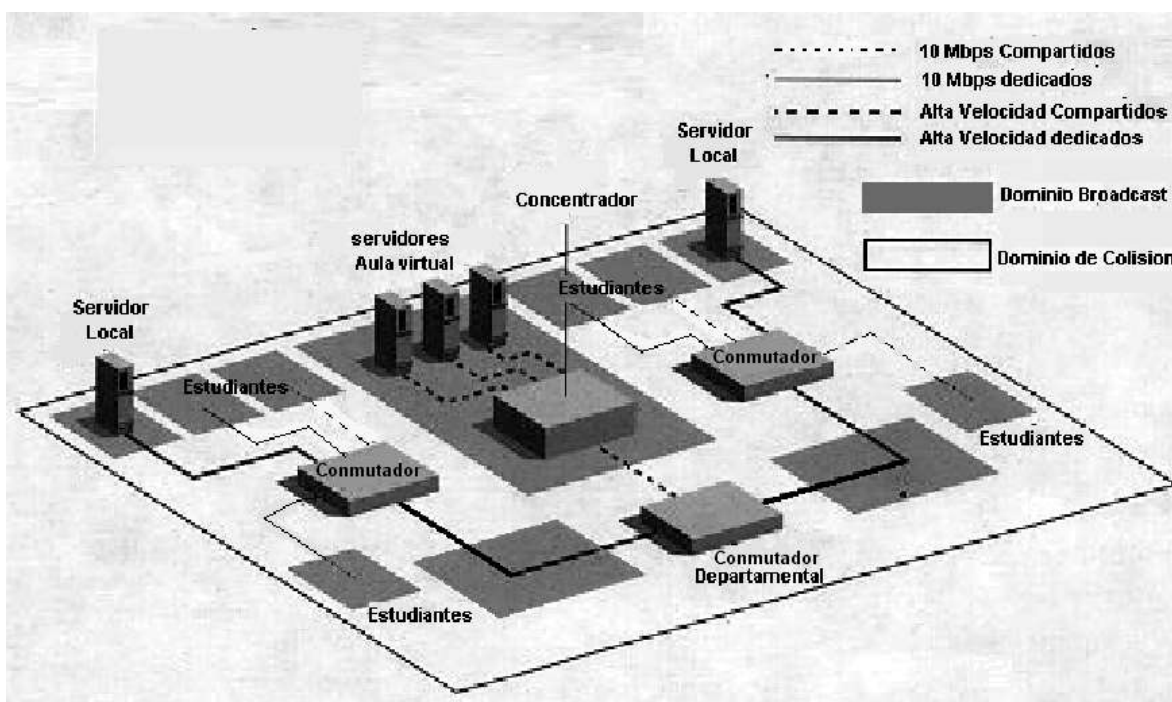 10 Mbps Compartidos
10 Mbps dedicados
Alta Velocidad Compartidos
Alta Velocidad dedicados
Servidor
Local
Dominio Broadcast
Dominio de Colision
Concentrador
servidores
Aula virtual
Estudiantes
Servidor
Local
Conmutador
Estudiantes
Estudiantes
Conmutador
Conmutador
Departamental
Estudiantes